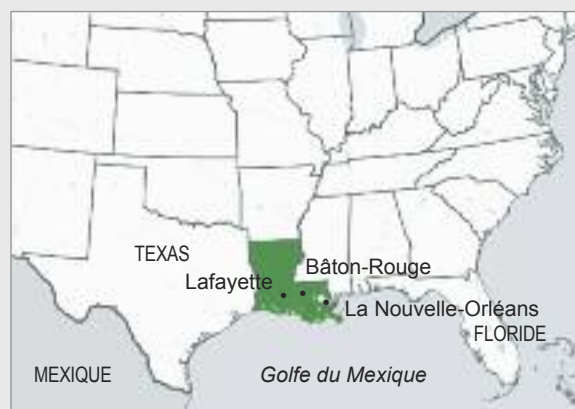 TEXAS
Bâton-Rouge
Lafayette
La Nouvelle-Orléans
FLORIDE
MEXIQUE
Golfe du Mexique